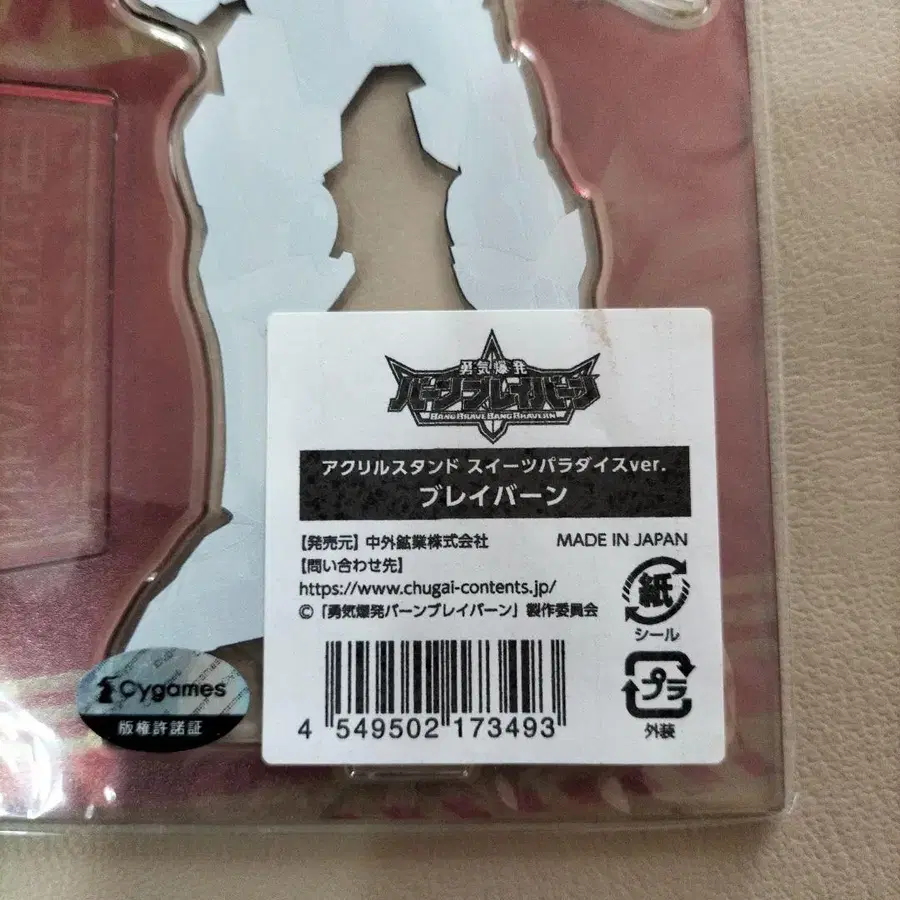 勇気爆発
バーンブレイバーン
BANG BRAVE BANG BRAVERN
アクリルスタンド スイーツパラダイスver.
ブレイバーン
【発売元】中外鉱業株式会社
MADE IN JAPAN
【問い合わせ先】
https://www.chugai-contents.jp/
©「勇気爆発バーンブレイバーン」製作委員会
紙
シール
プラ
外装
4 549502 173493
Cygames
版権許諾証